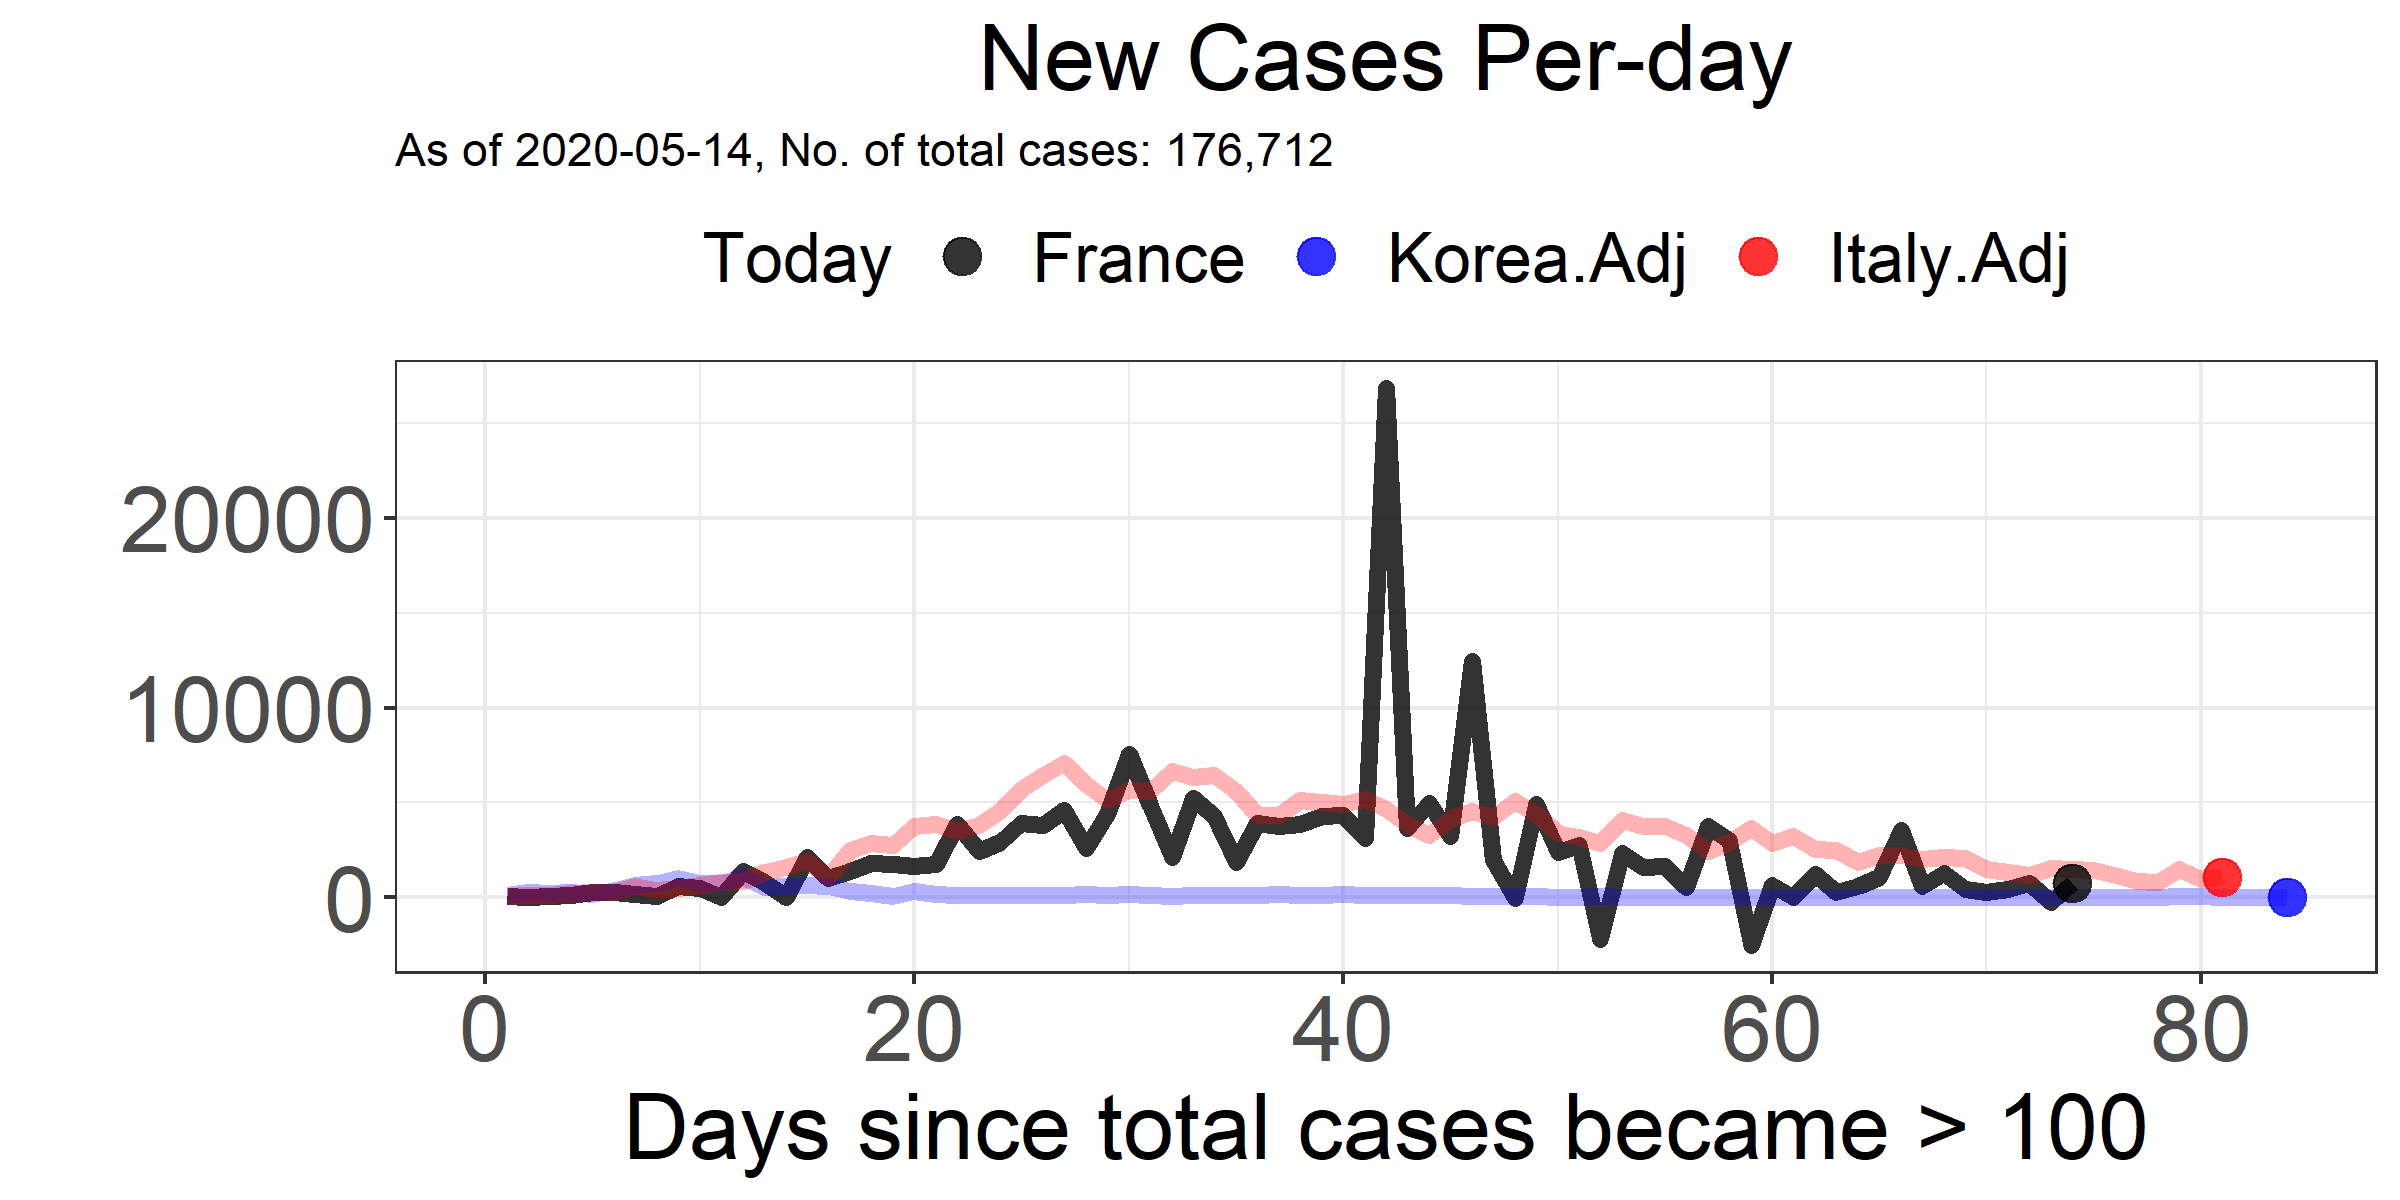 New Cases Per-day
As of 2020-05-14, No. of total cases: 176,712
Today France Korea.Adj Italy.Adj
20000
10000
0
0 20 40 60 80
Days since total cases became > 100